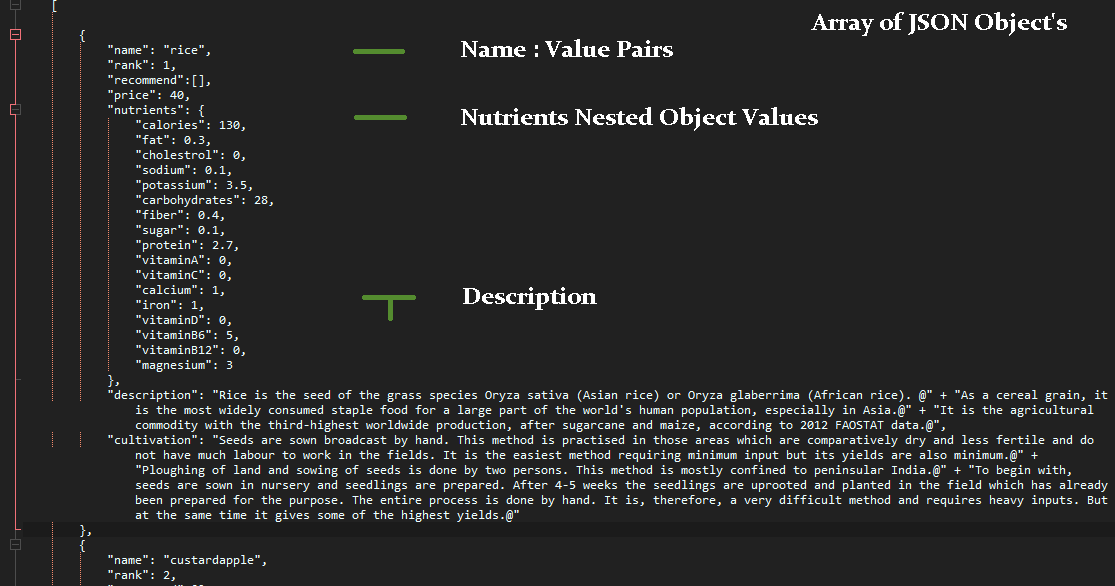 [
Array of JSON Object's
{
"name": "rice",
Name : Value Pairs
"rank": 1,
"recommend":[],
"price": 40,
"nutrients": {
Nutrients Nested Object Values
"calories": 130,
"fat": 0.3,
"cholestrol": 0,
"sodium": 0.1,
"potassium": 3.5,
"carbohydrates": 28,
"fiber": 0.4,
"sugar": 0.1,
"protein": 2.7,
"vitaminA": 0,
"vitaminC": 0,
"calcium": 1,
Description
"iron": 1,
"vitaminD": 0,
"vitaminB6": 5,
"vitaminB12": 0,
"magnesium": 3
},
"description": "Rice is the seed of the grass species Oryza sativa (Asian rice) or Oryza glaberrima (African rice). @" + "As a cereal grain, it
is the most widely consumed staple food for a large part of the world's human population, especially in Asia.@" + "It is the agricultural
commodity with the third-highest worldwide production, after sugarcane and maize, according to 2012 FAOSTAT data.@",
"cultivation": "Seeds are sown broadcast by hand. This method is practised in those areas which are comparatively dry and less fertile and do
not have much labour to work in the fields. It is the easiest method requiring minimum input but its yields are also minimum.@" +
"Ploughing of land and sowing of seeds is done by two persons. This method is mostly confined to peninsular India.@" + "To begin with,
seeds are sown in nursery and seedlings are prepared. After 4-5 weeks the seedlings are uprooted and planted in the field which has already
been prepared for the purpose. The entire process is done by hand. It is, therefore, a very difficult method and requires heavy inputs. But
at the same time it gives some of the highest yields.@"
},
{
"name": "custardapple",
"rank": 2,